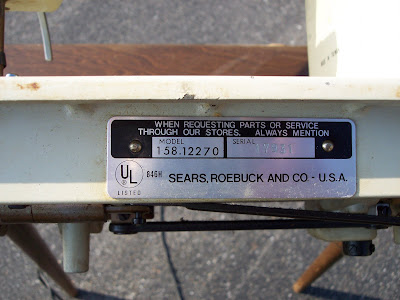 WHEN REQUESTING PARTS OR SERVICE
THROUGH OUR STORES, ALWAYS MENTION
MODEL
158.12270
SERIAL
UL
®
LISTED
846H
SEARS, ROEBUCK AND CO. - U.S.A.